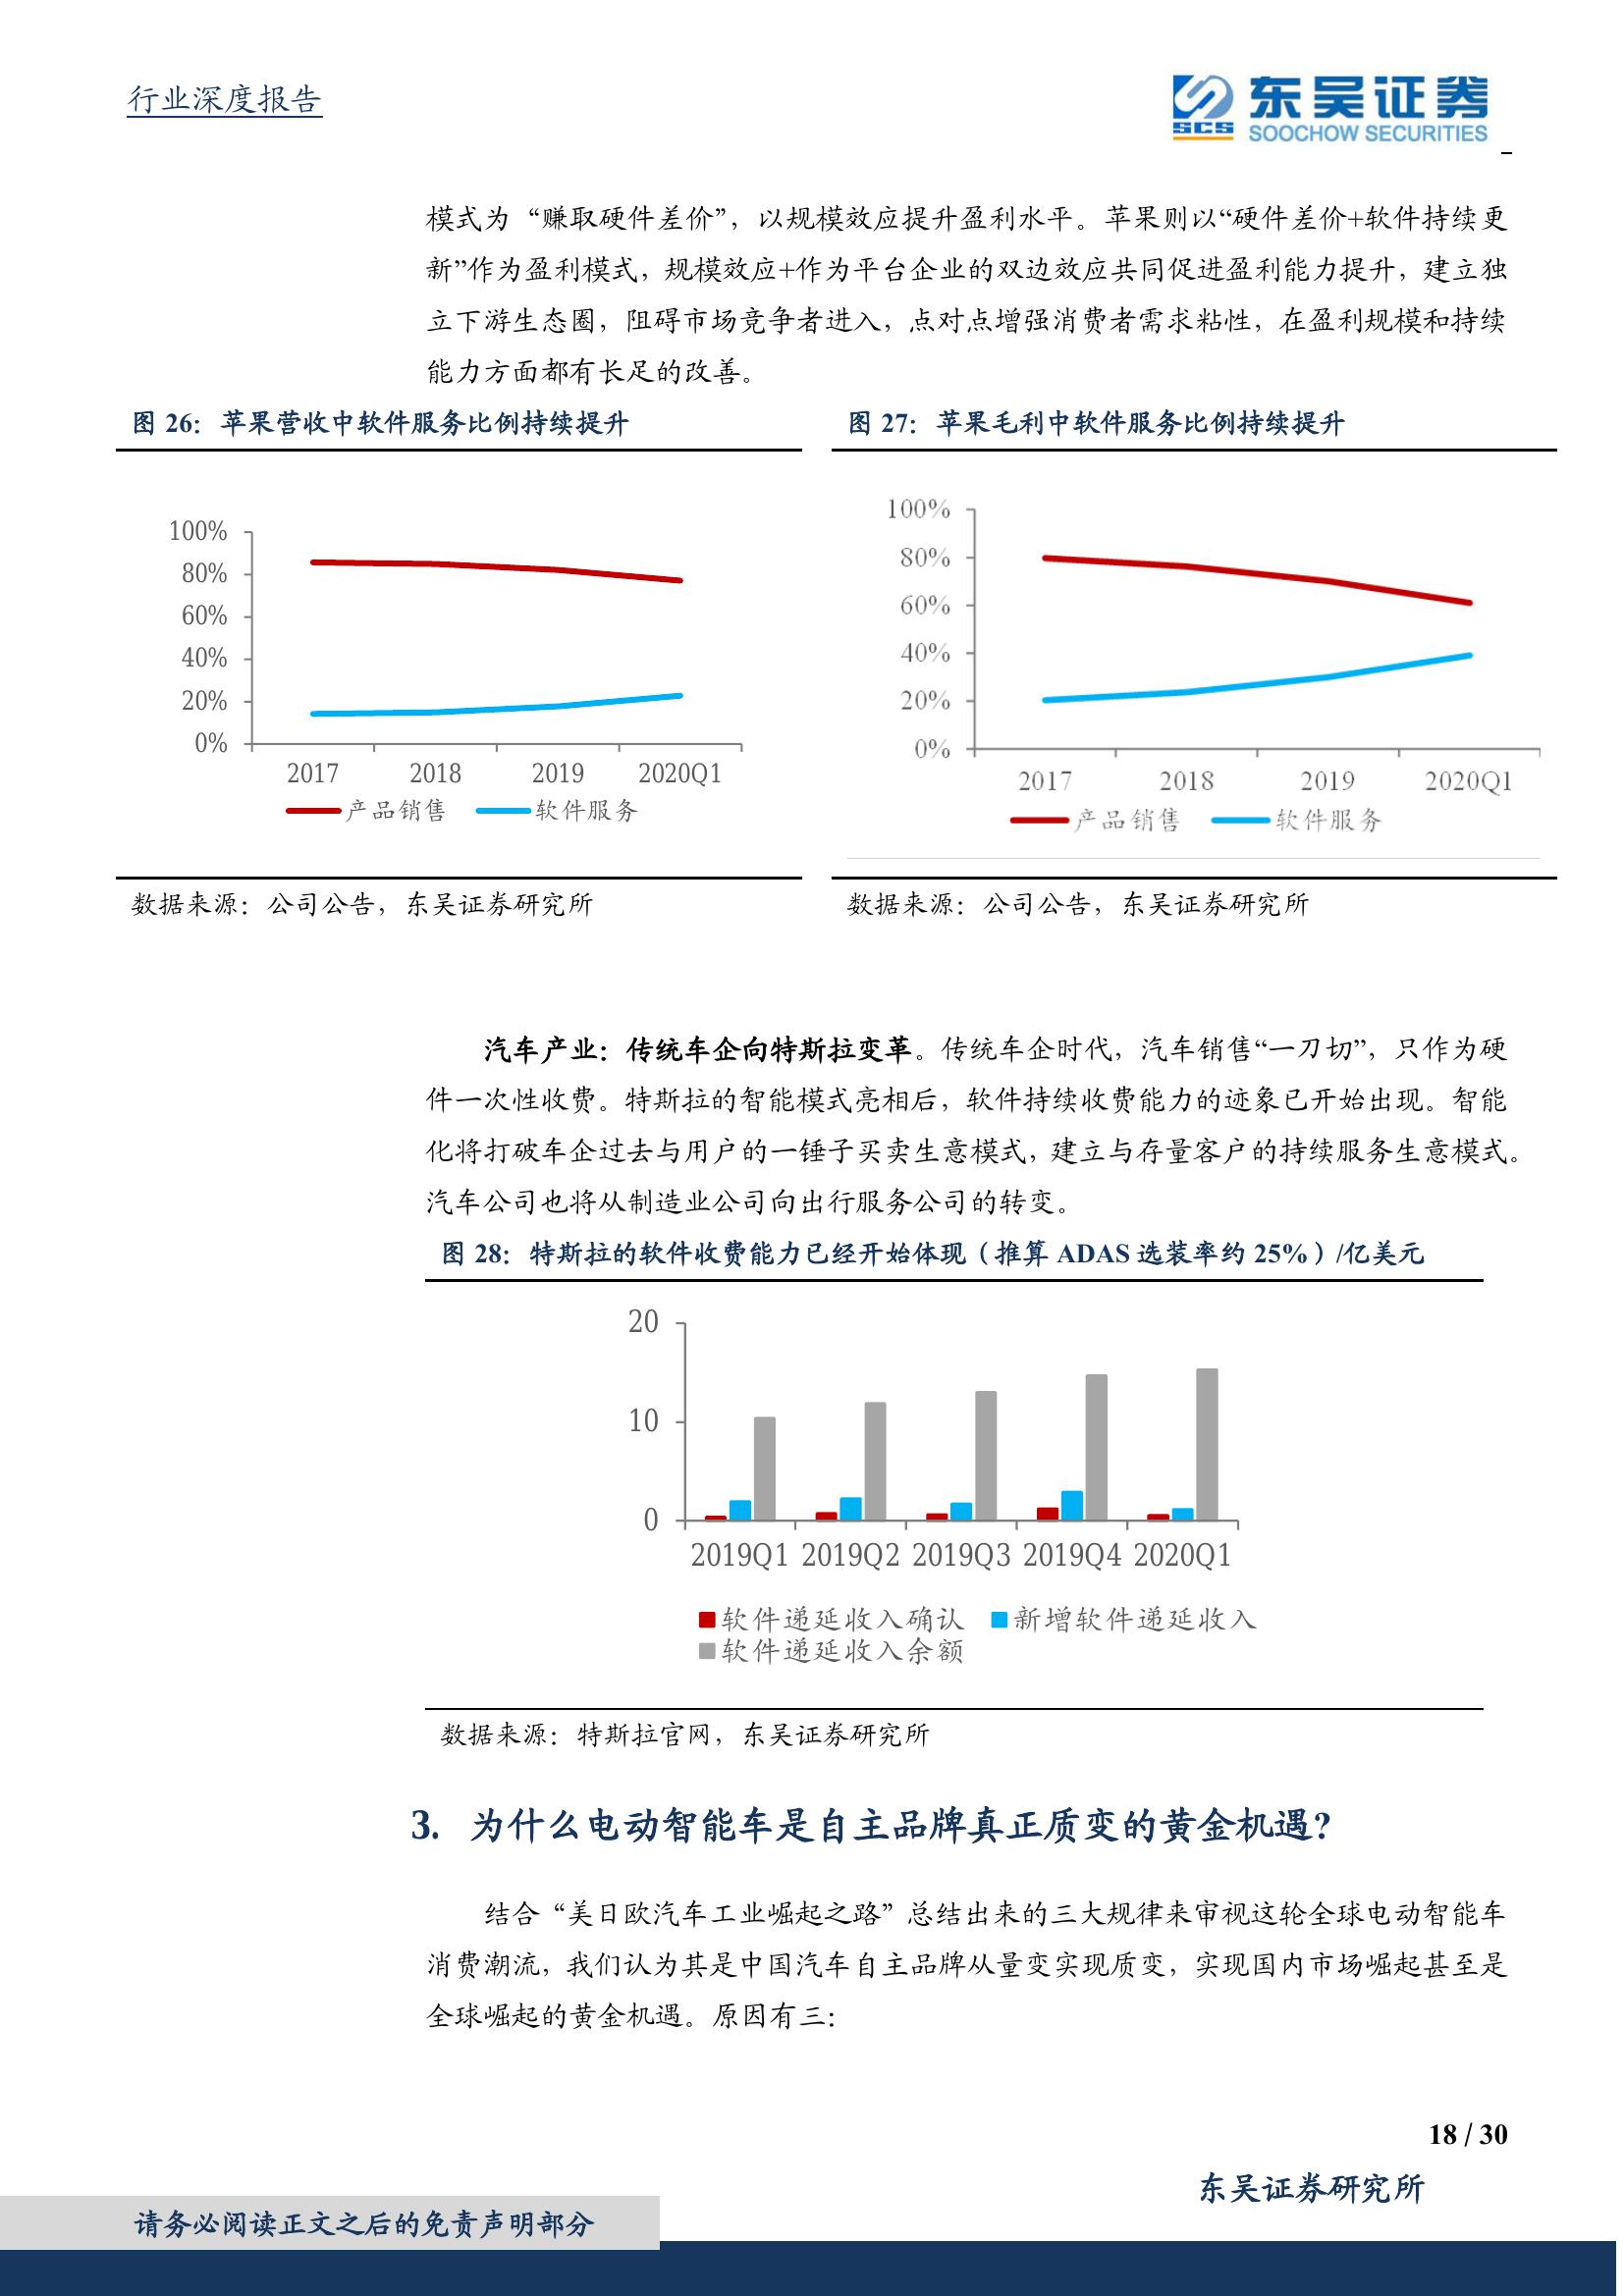 行业深度报告
东吴证券
SCS
SOOCHOW SECURITIES
模式为“赚取硬件差价”，以规模效应提升盈利水平。苹果则以“硬件差价+软件持续更
新”作为盈利模式，规模效应+作为平台企业的双边效应共同促进盈利能力提升，建立独
立下游生态圈，阻碍市场竞争者进入，点对点增强消费者需求粘性，在盈利规模和持续
能力方面都有长足的改善。
图 26：苹果营收中软件服务比例持续提升
100%
80%
60%
40%
20%
0%
2017 2018 2019 2020Q1
产品销售 软件服务
数据来源：公司公告，东吴证券研究所
图 27：苹果毛利中软件服务比例持续提升
100%
80%
60%
40%
20%
0%
2017 2018 2019 2020Q1
产品销售 软件服务
数据来源：公司公告，东吴证券研究所
汽车产业：传统车企向特斯拉变革。传统车企时代，汽车销售“一刀切”，只作为硬
件一次性收费。特斯拉的智能模式亮相后，软件持续收费能力的迹象已开始出现。智能
化将打破车企过去与用户的一锤子买卖生意模式，建立与存量客户的持续服务生意模式。
汽车公司也将从制造业公司向出行服务公司的转变。
图 28：特斯拉的软件收费能力已经开始体现（推算 ADAS 选装率约 25%）/亿美元
20
10
0
2019Q1 2019Q2 2019Q3 2019Q4 2020Q1
软件递延收入确认 新增软件递延收入
软件递延收入余额
数据来源：特斯拉官网，东吴证券研究所
3. 为什么电动智能车是自主品牌真正质变的黄金机遇？
结合“美日欧汽车工业崛起之路”总结出来的三大规律来审视这轮全球电动智能车
消费潮流，我们认为其是中国汽车自主品牌从量变实现质变，实现国内市场崛起甚至是
全球崛起的黄金机遇。原因有三：
18 / 30
东吴证券研究所
请务必阅读正文之后的免责声明部分